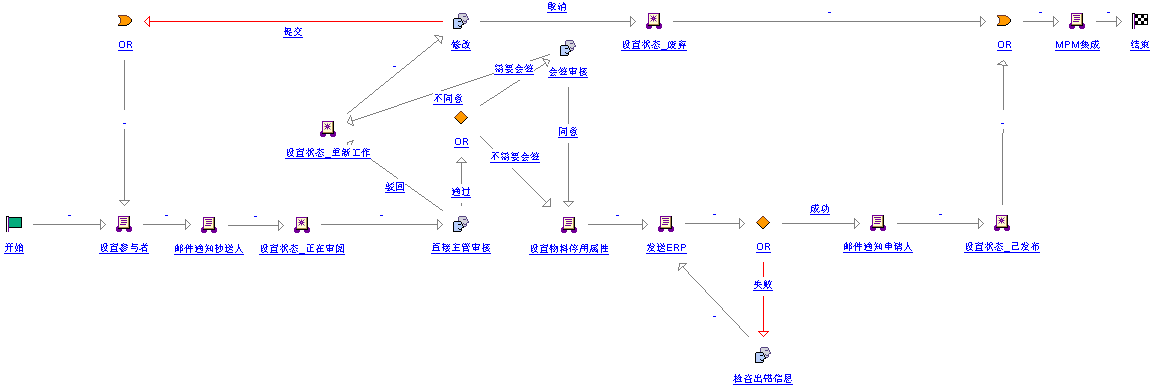 取消
OR
提交
修改
设置状态_废弃
OR
MPM集成
结束
需要会签
会签审核
不同意
同意
OR
设置状态_重新工作
不需要会签
驳回
通过
成功
开始
设置参与者
邮件通知抄送人
设置状态_正在审阅
直接主管审核
设置物料停用属性
发送ERP
OR
邮件通知申请人
设置状态_已发布
失败
检查出错信息